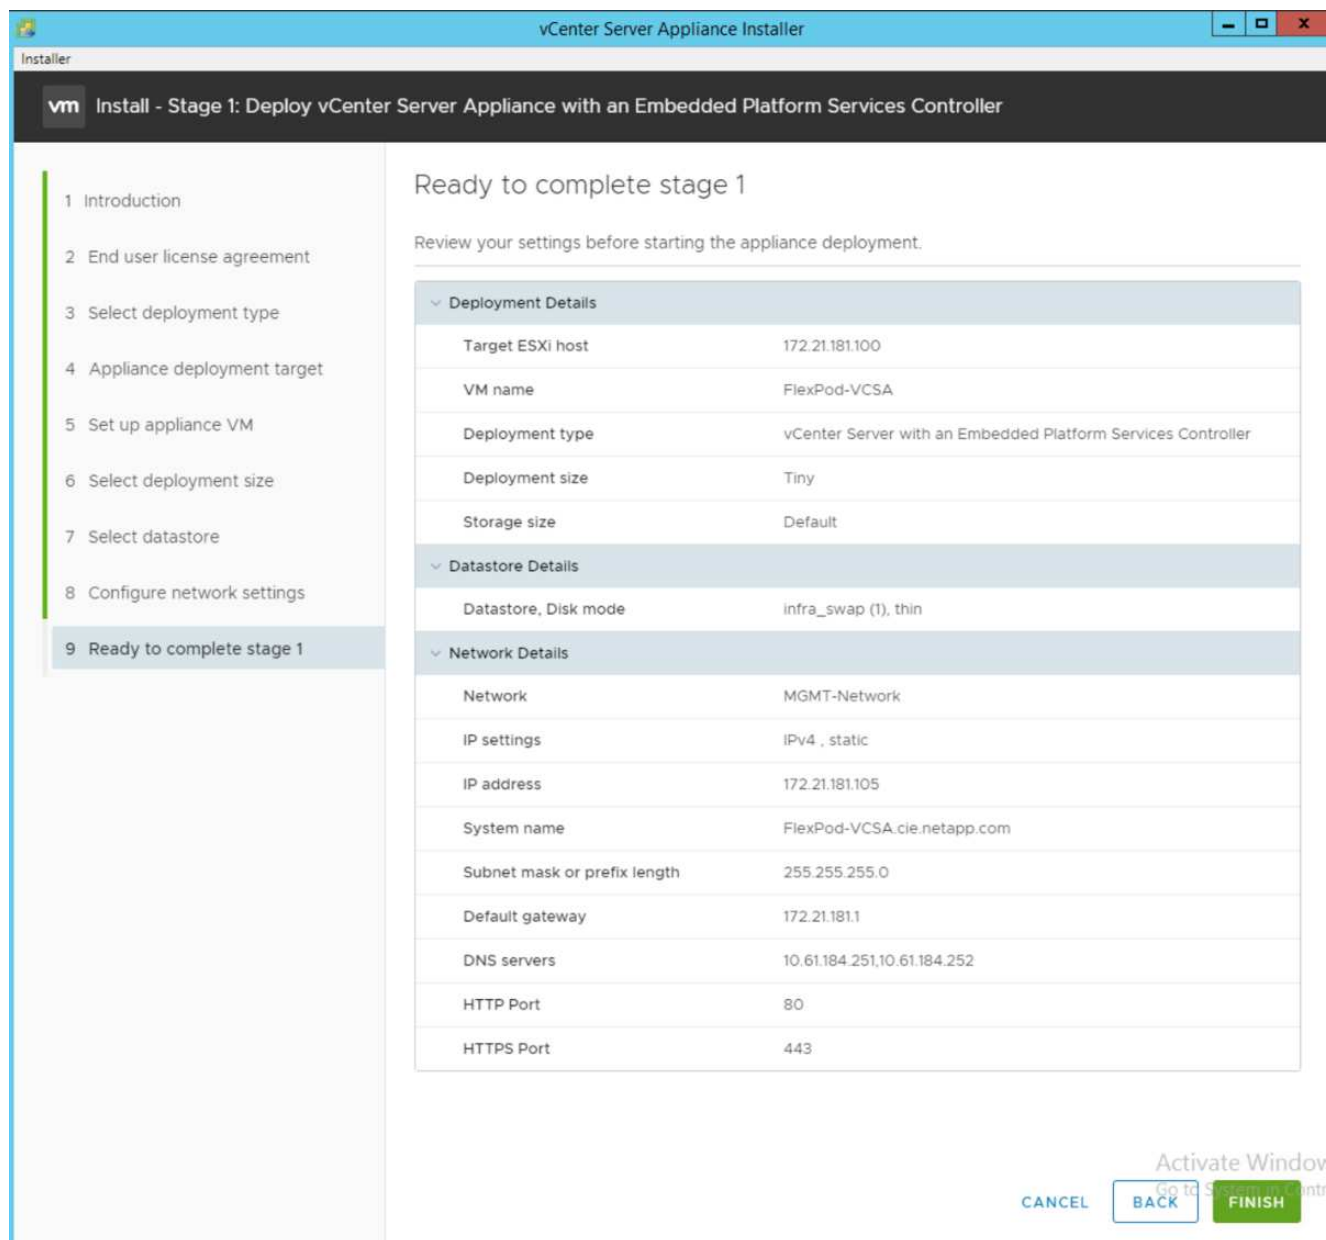 vCenter Server Appliance Installer
Installer
vm Install - Stage 1: Deploy vCenter Server Appliance with an Embedded Platform Services Controller
1 Introduction
2 End user license agreement
3 Select deployment type
4 Appliance deployment target
5 Set up appliance VM
6 Select deployment size
7 Select datastore
8 Configure network settings
9 Ready to complete stage 1
Ready to complete stage 1
Review your settings before starting the appliance deployment.
Deployment Details
Target ESXi host 172.21.181.100
VM name FlexPod-VCSA
Deployment type vCenter Server with an Embedded Platform Services Controller
Deployment size Tiny
Storage size Default
Datastore Details
Datastore, Disk mode infra_swap (1), thin
Network Details
Network MGMT-Network
IP settings IPv4 , static
IP address 172.21.181.105
System name FlexPod-VCSA.cie.netapp.com
Subnet mask or prefix length 255.255.255.0
Default gateway 172.21.181.1
DNS servers 10.61.184.251,10.61.184.252
HTTP Port 80
HTTPS Port 443
Activate Window
Go to System in Contr
CANCEL BACK FINISH